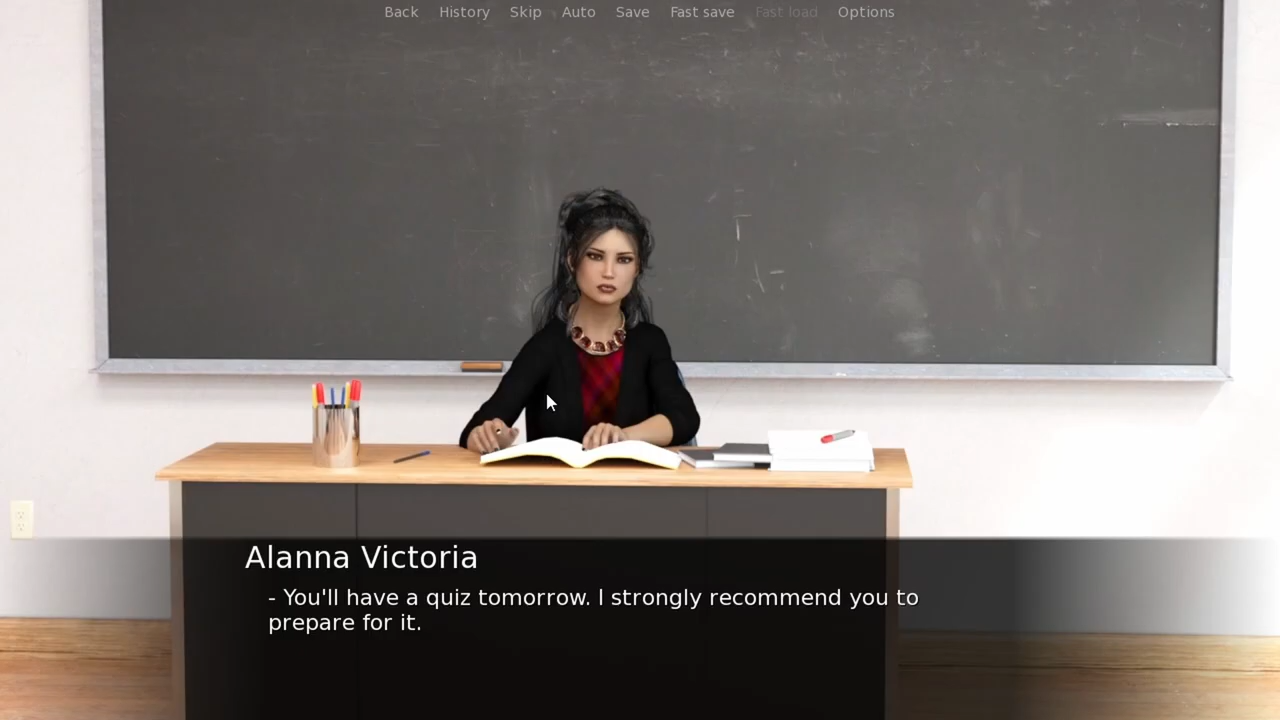 Back History Skip Auto Save Fast save Fast load Options
Alanna Victoria
- You'll have a quiz tomorrow. I strongly recommend you to
prepare for it.